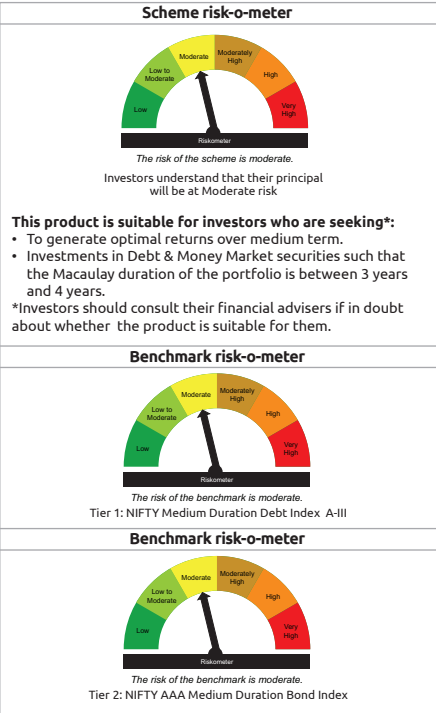 Scheme risk-o-meter
Low
Low to
Moderate
Moderate
Moderately
High
High
Very
High
Riskometer
The risk of the scheme is moderate.
Investors understand that their principal
will be at Moderate risk
This product is suitable for investors who are seeking*:
• To generate optimal returns over medium term.
• Investments in Debt & Money Market securities such that
the Macaulay duration of the portfolio is between 3 years
and 4 years.
*Investors should consult their financial advisers if in doubt
about whether the product is suitable for them.
Benchmark risk-o-meter
Low
Low to
Moderate
Moderate
Moderately
High
High
Very
High
Riskometer
The risk of the benchmark is moderate.
Tier 1: NIFTY Medium Duration Debt Index A-III
Benchmark risk-o-meter
Low
Low to
Moderate
Moderate
Moderately
High
High
Very
High
Riskometer
The risk of the benchmark is moderate.
Tier 2: NIFTY AAA Medium Duration Bond Index